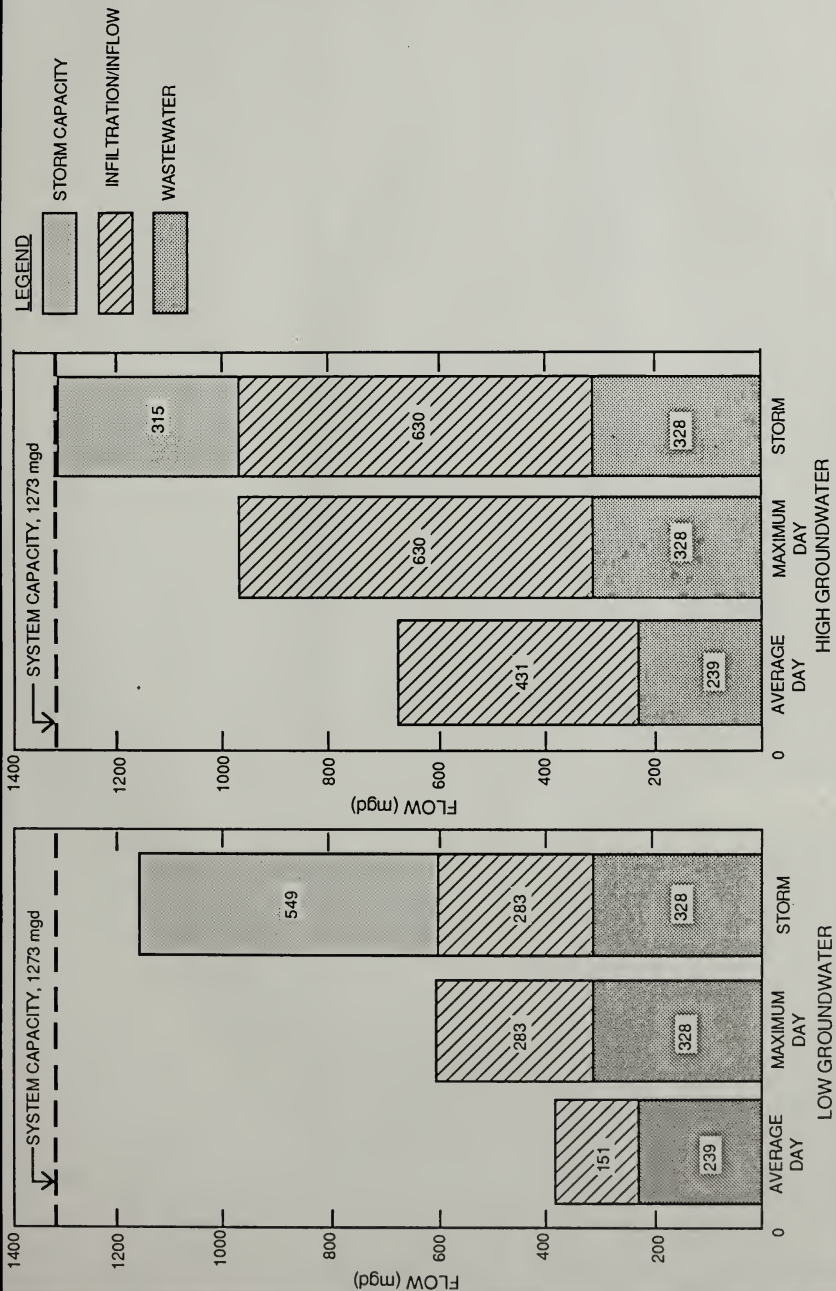 LEGEND
STORM CAPACITY
INFILTRATION/INFLOW
WASTEWATER
SYSTEM CAPACITY, 1273 mgd
1400
1200
1000
800
600
400
200
0
FLOW (mgd)
151
239
283
328
549
283
328
AVERAGE
DAY
MAXIMUM
DAY
STORM
LOW GROUNDWATER
SYSTEM CAPACITY, 1273 mgd
1400
1200
1000
800
600
400
200
0
FLOW (mgd)
431
239
630
328
315
630
328
AVERAGE
DAY
MAXIMUM
DAY
STORM
HIGH GROUNDWATER